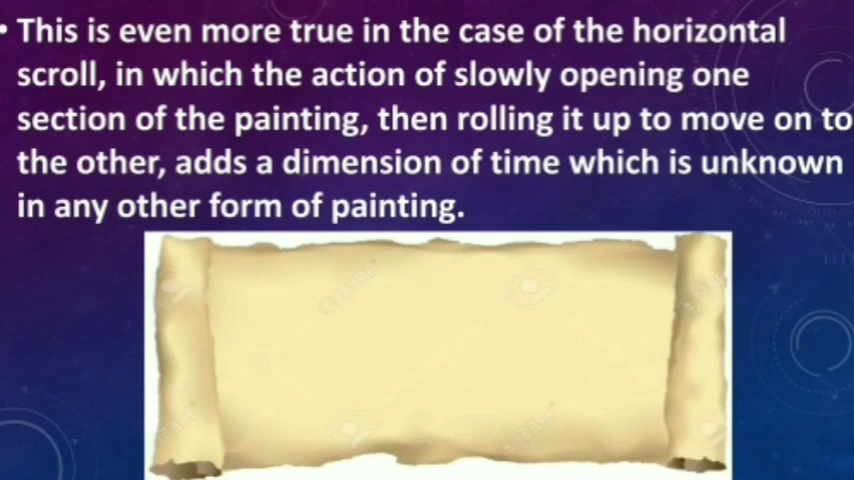 • This is even more true in the case of the horizontal
scroll, in which the action of slowly opening one
section of the painting, then rolling it up to move on to
the other, adds a dimension of time which is unknown
in any other form of painting.